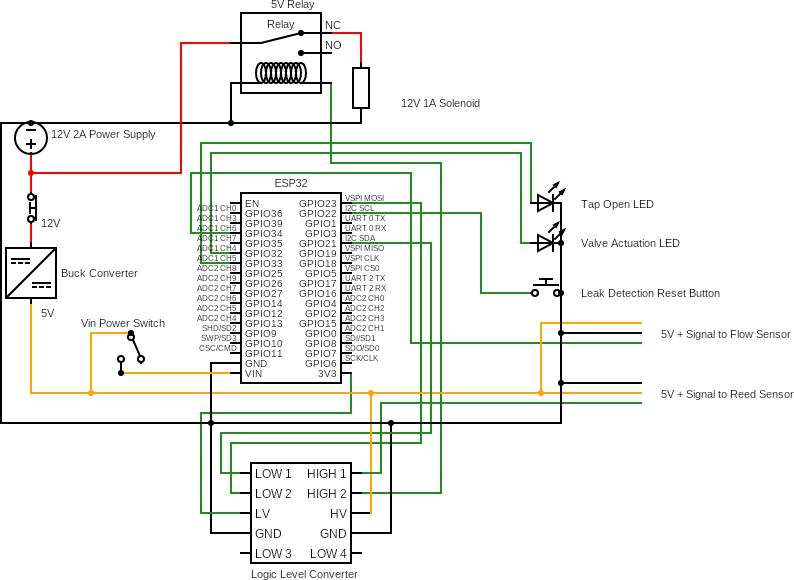 5V Relay
Relay
NC
NO
12V 1A Solenoid
12V 2A Power Supply
12V
Buck Converter
5V
Vin Power Switch
ESP32
EN
GPIO36
GPIO39
GPIO34
GPIO35
GPIO32
GPIO33
GPIO25
GPIO26
GPIO27
GPIO14
GPIO12
GPIO13
GPIO9
GPIO10
GPIO11
GND
VIN
ADC1 CH0
ADC1 CH3
ADC1 CH6
ADC1 CH7
ADC1 CH4
ADC1 CH5
ADC2 CH8
ADC2 CH9
ADC2 CH7
ADC2 CH6
ADC2 CH5
ADC2 CH4
SHD/SD2
SWP/SD3
CSC/CMD
GPIO23
GPIO22
GPIO1
GPIO3
GPIO21
GPIO19
GPIO18
GPIO5
GPIO17
GPIO16
GPIO4
GPIO2
GPIO15
GPIO0
GPIO8
GPIO7
GPIO6
3V3
VSPI MOSI
I2C SCL
UART 0 TX
UART 0 RX
I2C SDA
VSPI MISO
VSPI CLK
VSPI CS0
UART 2 TX
UART 2 RX
ADC2 CH0
ADC2 CH2
ADC2 CH3
ADC2 CH1
SDI/SD1
SDO/SD0
SCK/CLK
Tap Open LED
Valve Actuation LED
Leak Detection Reset Button
5V + Signal to Flow Sensor
5V + Signal to Reed Sensor
LOW 1
LOW 2
LV
GND
LOW 3
HIGH 1
HIGH 2
HV
GND
LOW 4
Logic Level Converter